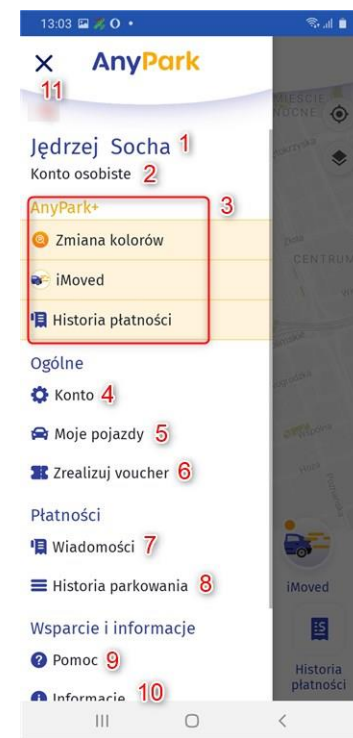 13:03
AnyPark
11
Jędrzej Socha 1
Konto osobiste 2
AnyPark+ 3
Zmiana kolorów
iMoved
Historia płatności
Ogólne
Konto 4
Moje pojazdy 5
Zrealizuj voucher 6
Płatności
Wiadomości 7
Historia parkowania 8
Wsparcie i informacje
Pomoc 9
Informacje 10
CENTRUM
iMoved
Historia
płatności